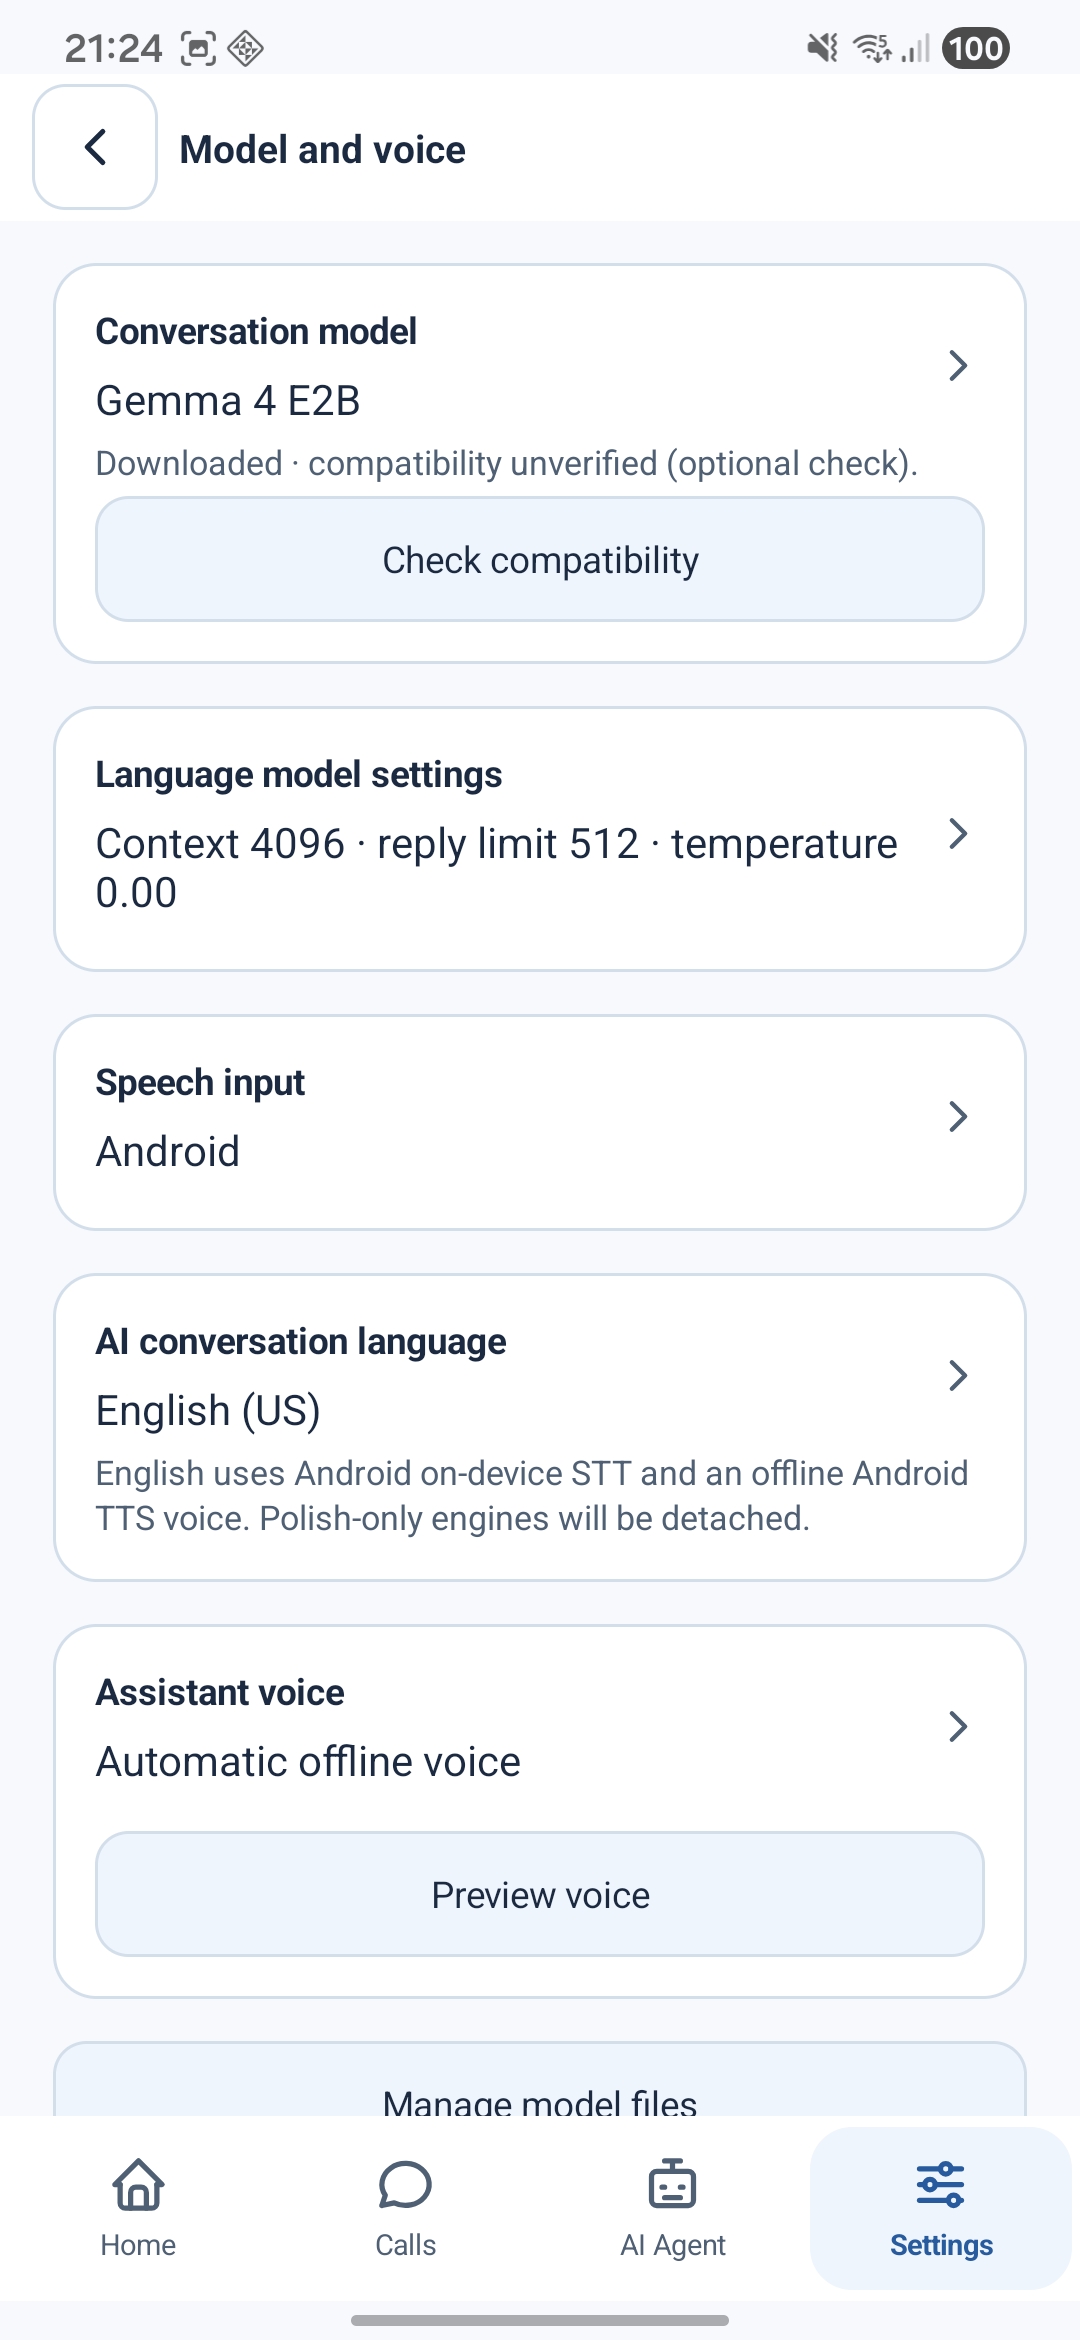 21:24
5
100
Model and voice
Conversation model
Gemma 4 E2B
Downloaded · compatibility unverified (optional check).
Check compatibility
Language model settings
Context 4096 · reply limit 512 · temperature
0.00
Speech input
Android
AI conversation language
English (US)
English uses Android on-device STT and an offline Android
TTS voice. Polish-only engines will be detached.
Assistant voice
Automatic offline voice
Preview voice
Manage model files
Home
Calls
AI Agent
Settings